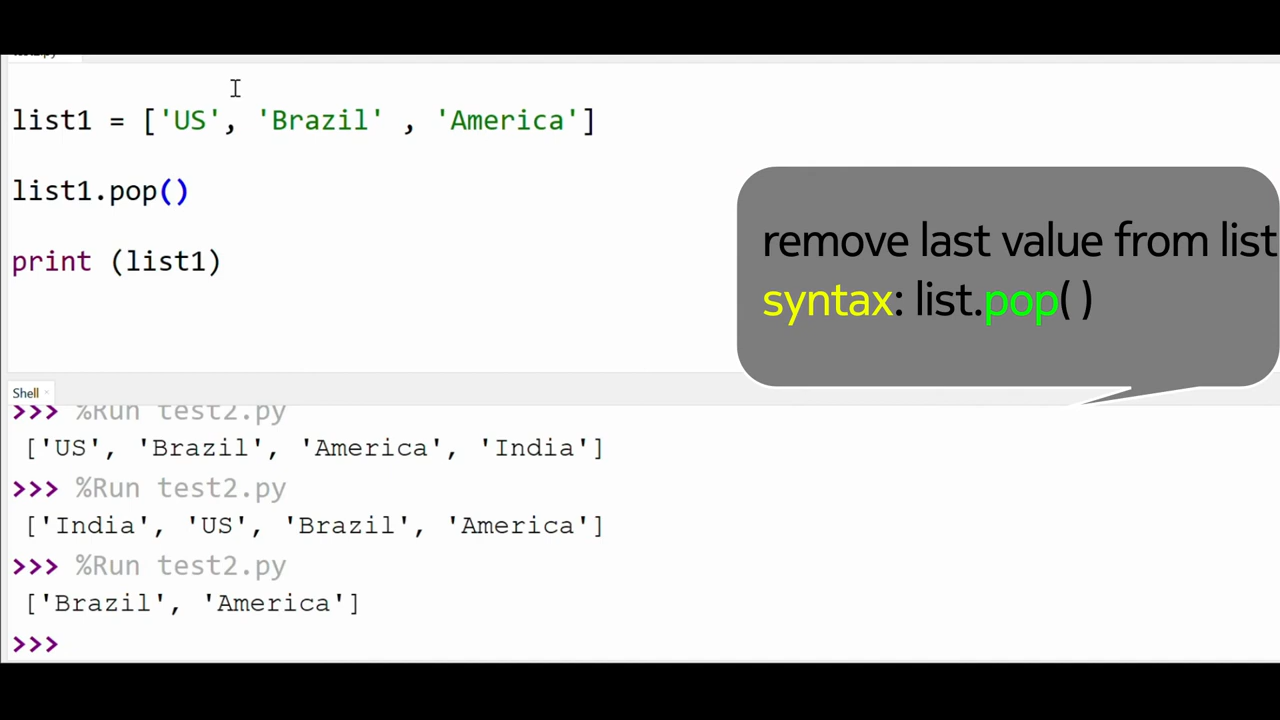 list1 = ['US', 'Brazil' , 'America']
list1.pop()
print (list1)
remove last value from list
syntax: list.pop( )
Shell
>>> %Run test2.py
['US', 'Brazil', 'America', 'India']
>>> %Run test2.py
['India', 'US', 'Brazil', 'America']
>>> %Run test2.py
['Brazil', 'America']
>>>